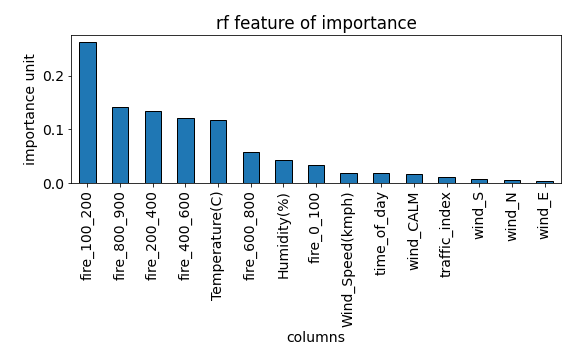 rf feature of importance
importance unit
0.2
0.1
0.0
fire_100_200
fire_800_900
fire_200_400
fire_400_600
Temperature(C)
fire_600_800
Humidity(%)
fire_0_100
Wind_Speed(kmph)
time_of_day
wind_CALM
traffic_index
wind_S
wind_N
wind_E
columns